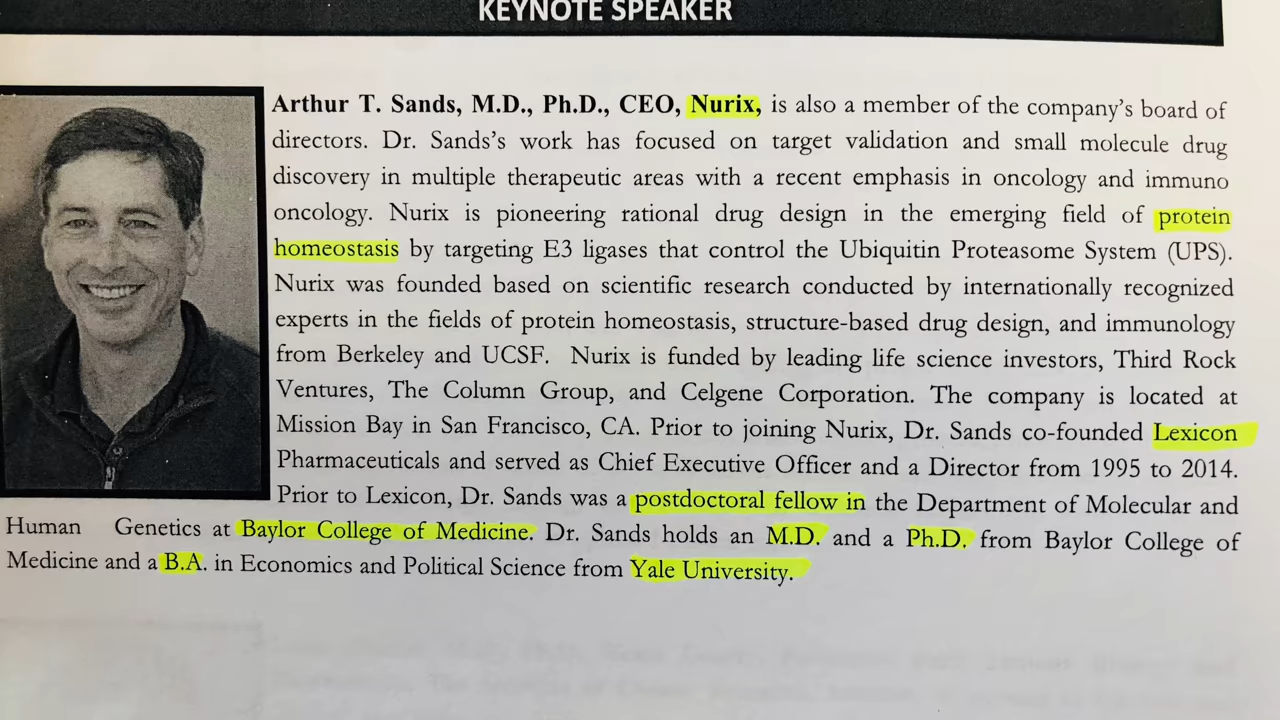 KEYNOTE SPEAKER
Arthur T. Sands, M.D., Ph.D., CEO, Nurix, is also a member of the company's board of
directors. Dr. Sands's work has focused on target validation and small molecule drug
discovery in multiple therapeutic areas with a recent emphasis in oncology and immuno
oncology. Nurix is pioneering rational drug design in the emerging field of protein
homeostasis by targeting E3 ligases that control the Ubiquitin Proteasome System (UPS).
Nurix was founded based on scientific research conducted by internationally recognized
experts in the fields of protein homeostasis, structure-based drug design, and immunology
from Berkeley and UCSF. Nurix is funded by leading life science investors, Third Rock
Ventures, The Column Group, and Celgene Corporation. The company is located at
Mission Bay in San Francisco, CA. Prior to joining Nurix, Dr. Sands co-founded Lexicon
Pharmaceuticals and served as Chief Executive Officer and a Director from 1995 to 2014.
Prior to Lexicon, Dr. Sands was a postdoctoral fellow in the Department of Molecular and
Human Genetics at Baylor College of Medicine. Dr. Sands holds an M.D. and a Ph.D. from Baylor College of
Medicine and a B.A. in Economics and Political Science from Yale University.